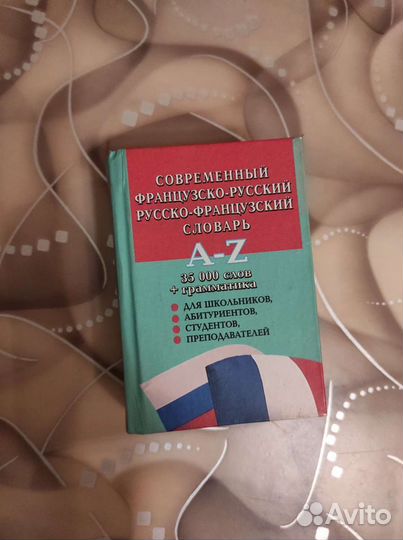 СОВРЕМЕННЫЙ
ФРАНЦУЗСКО-РУССКИЙ
РУССКО-ФРАНЦУЗСКИЙ
СЛОВАРЬ
A-Z
35 000 слов
+ грамматика
ДЛЯ ШКОЛЬНИКОВ,
АБИТУРИЕНТОВ,
СТУДЕНТОВ,
ПРЕПОДАВАТЕЛЕЙ
Avito